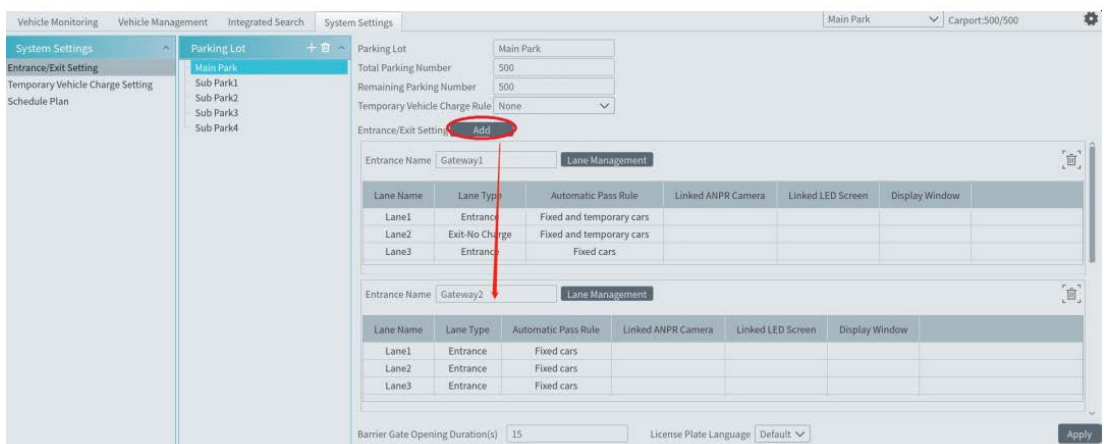 Vehicle Monitoring Vehicle Management Integrated Search System Settings Main Park Carport:500/500
System Settings
Entrance/Exit Setting
Temporary Vehicle Charge Setting
Schedule Plan
Parking Lot
Main Park
Sub Park1
Sub Park2
Sub Park3
Sub Park4
Parking Lot Main Park
Total Parking Number 500
Remaining Parking Number 500
Temporary Vehicle Charge Rule None
Entrance/Exit Setting Add
Entrance Name Gateway1 Lane Management
Lane Name Lane Type Automatic Pass Rule Linked ANPR Camera Linked LED Screen Display Window
Lane1 Entrance Fixed and temporary cars
Lane2 Exit-No Charge Fixed and temporary cars
Lane3 Entrance Fixed cars
Entrance Name Gateway2 Lane Management
Lane Name Lane Type Automatic Pass Rule Linked ANPR Camera Linked LED Screen Display Window
Lane1 Entrance Fixed cars
Lane2 Entrance Fixed cars
Lane3 Entrance Fixed cars
Barrier Gate Opening Duration(s) 15 License Plate Language Default Apply